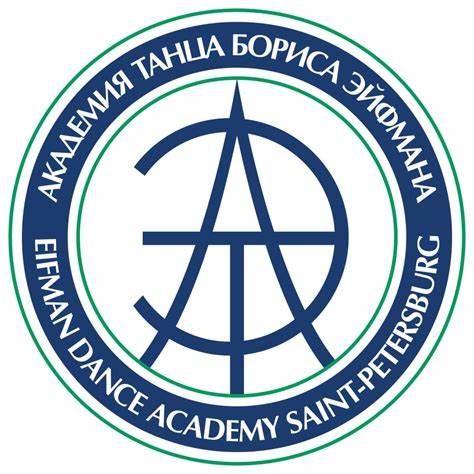 АКАДЕМИЯ ТАНЦА БОРИСА ЭЙФМАНА
EIFMAN DANCE ACADEMY SAINT-PETERSBURG